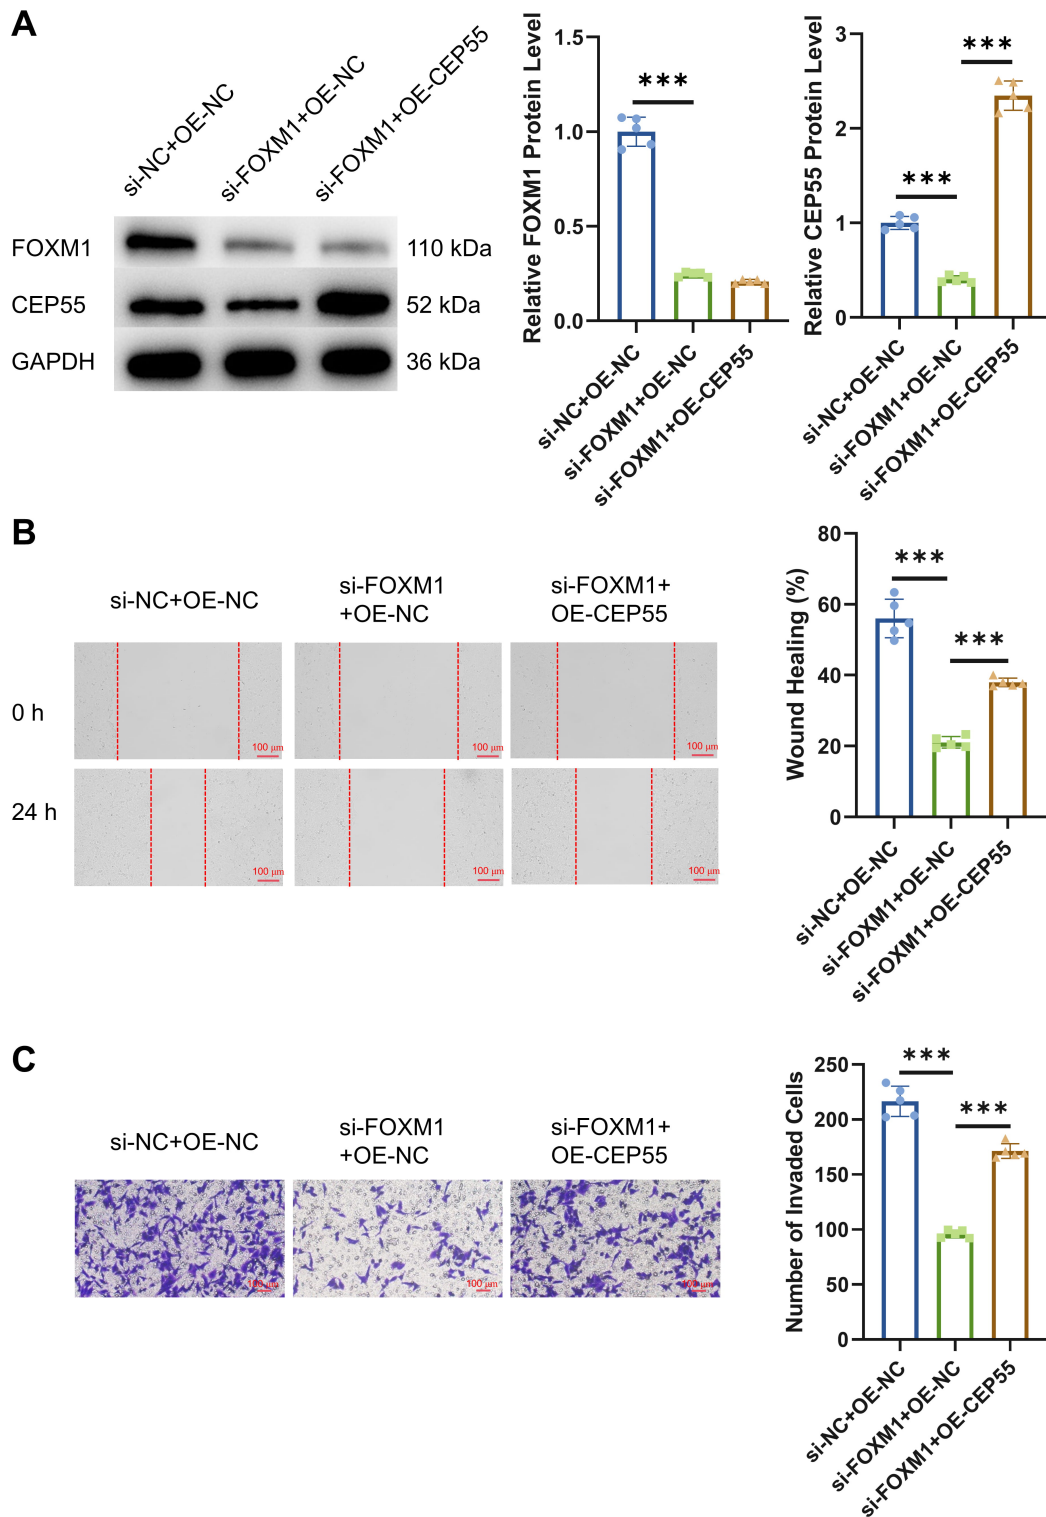 A
si-NC+OE-NC
si-FOXM1+OE-NC
si-FOXM1+OE-CEP55
FOXM1
110 kDa
CEP55
52 kDa
GAPDH
36 kDa
Relative FOXM1 Protein Level
1.5
1.0
0.5
0.0
***
si-NC+OE-NC
si-FOXM1+OE-NC
si-FOXM1+OE-CEP55
Relative CEP55 Protein Level
3
2
1
0
***
***
si-NC+OE-NC
si-FOXM1+OE-NC
si-FOXM1+OE-CEP55
B
si-NC+OE-NC
si-FOXM1
+OE-NC
si-FOXM1+
OE-CEP55
0 h
100 μm
100 μm
100 μm
24 h
100 μm
100 μm
100 μm
Wound Healing (%)
80
60
40
20
0
***
***
si-NC+OE-NC
si-FOXM1+OE-NC
si-FOXM1+OE-CEP55
C
si-NC+OE-NC
si-FOXM1
+OE-NC
si-FOXM1+
OE-CEP55
100 μm
100 μm
100 μm
Number of Invaded Cells
250
200
150
100
50
0
***
***
si-NC+OE-NC
si-FOXM1+OE-NC
si-FOXM1+OE-CEP55